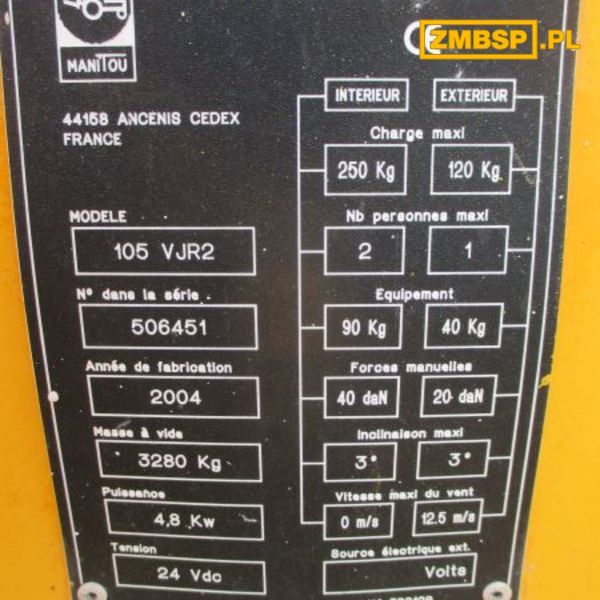 ZMBSP.PL
MANITOU
CE
44158 ANCENIS CEDEX
FRANCE
MODELE
105 VJR2
N° dans la série
506451
Année de fabrication
2004
Masse à vide
3280 Kg
Puissance
4,8 Kw
Tension
24 Vdc
INTERIEUR EXTERIEUR
Charge maxi
250 Kg 120 Kg
Nb personnes maxi
2 1
Equipement
90 Kg 40 Kg
Forces manuelles
40 daN 20 daN
Inclinaison maxi
3° 3°
Vitesse maxi du vent
0 m/s 12.5 m/s
Source électrique ext.
Volts